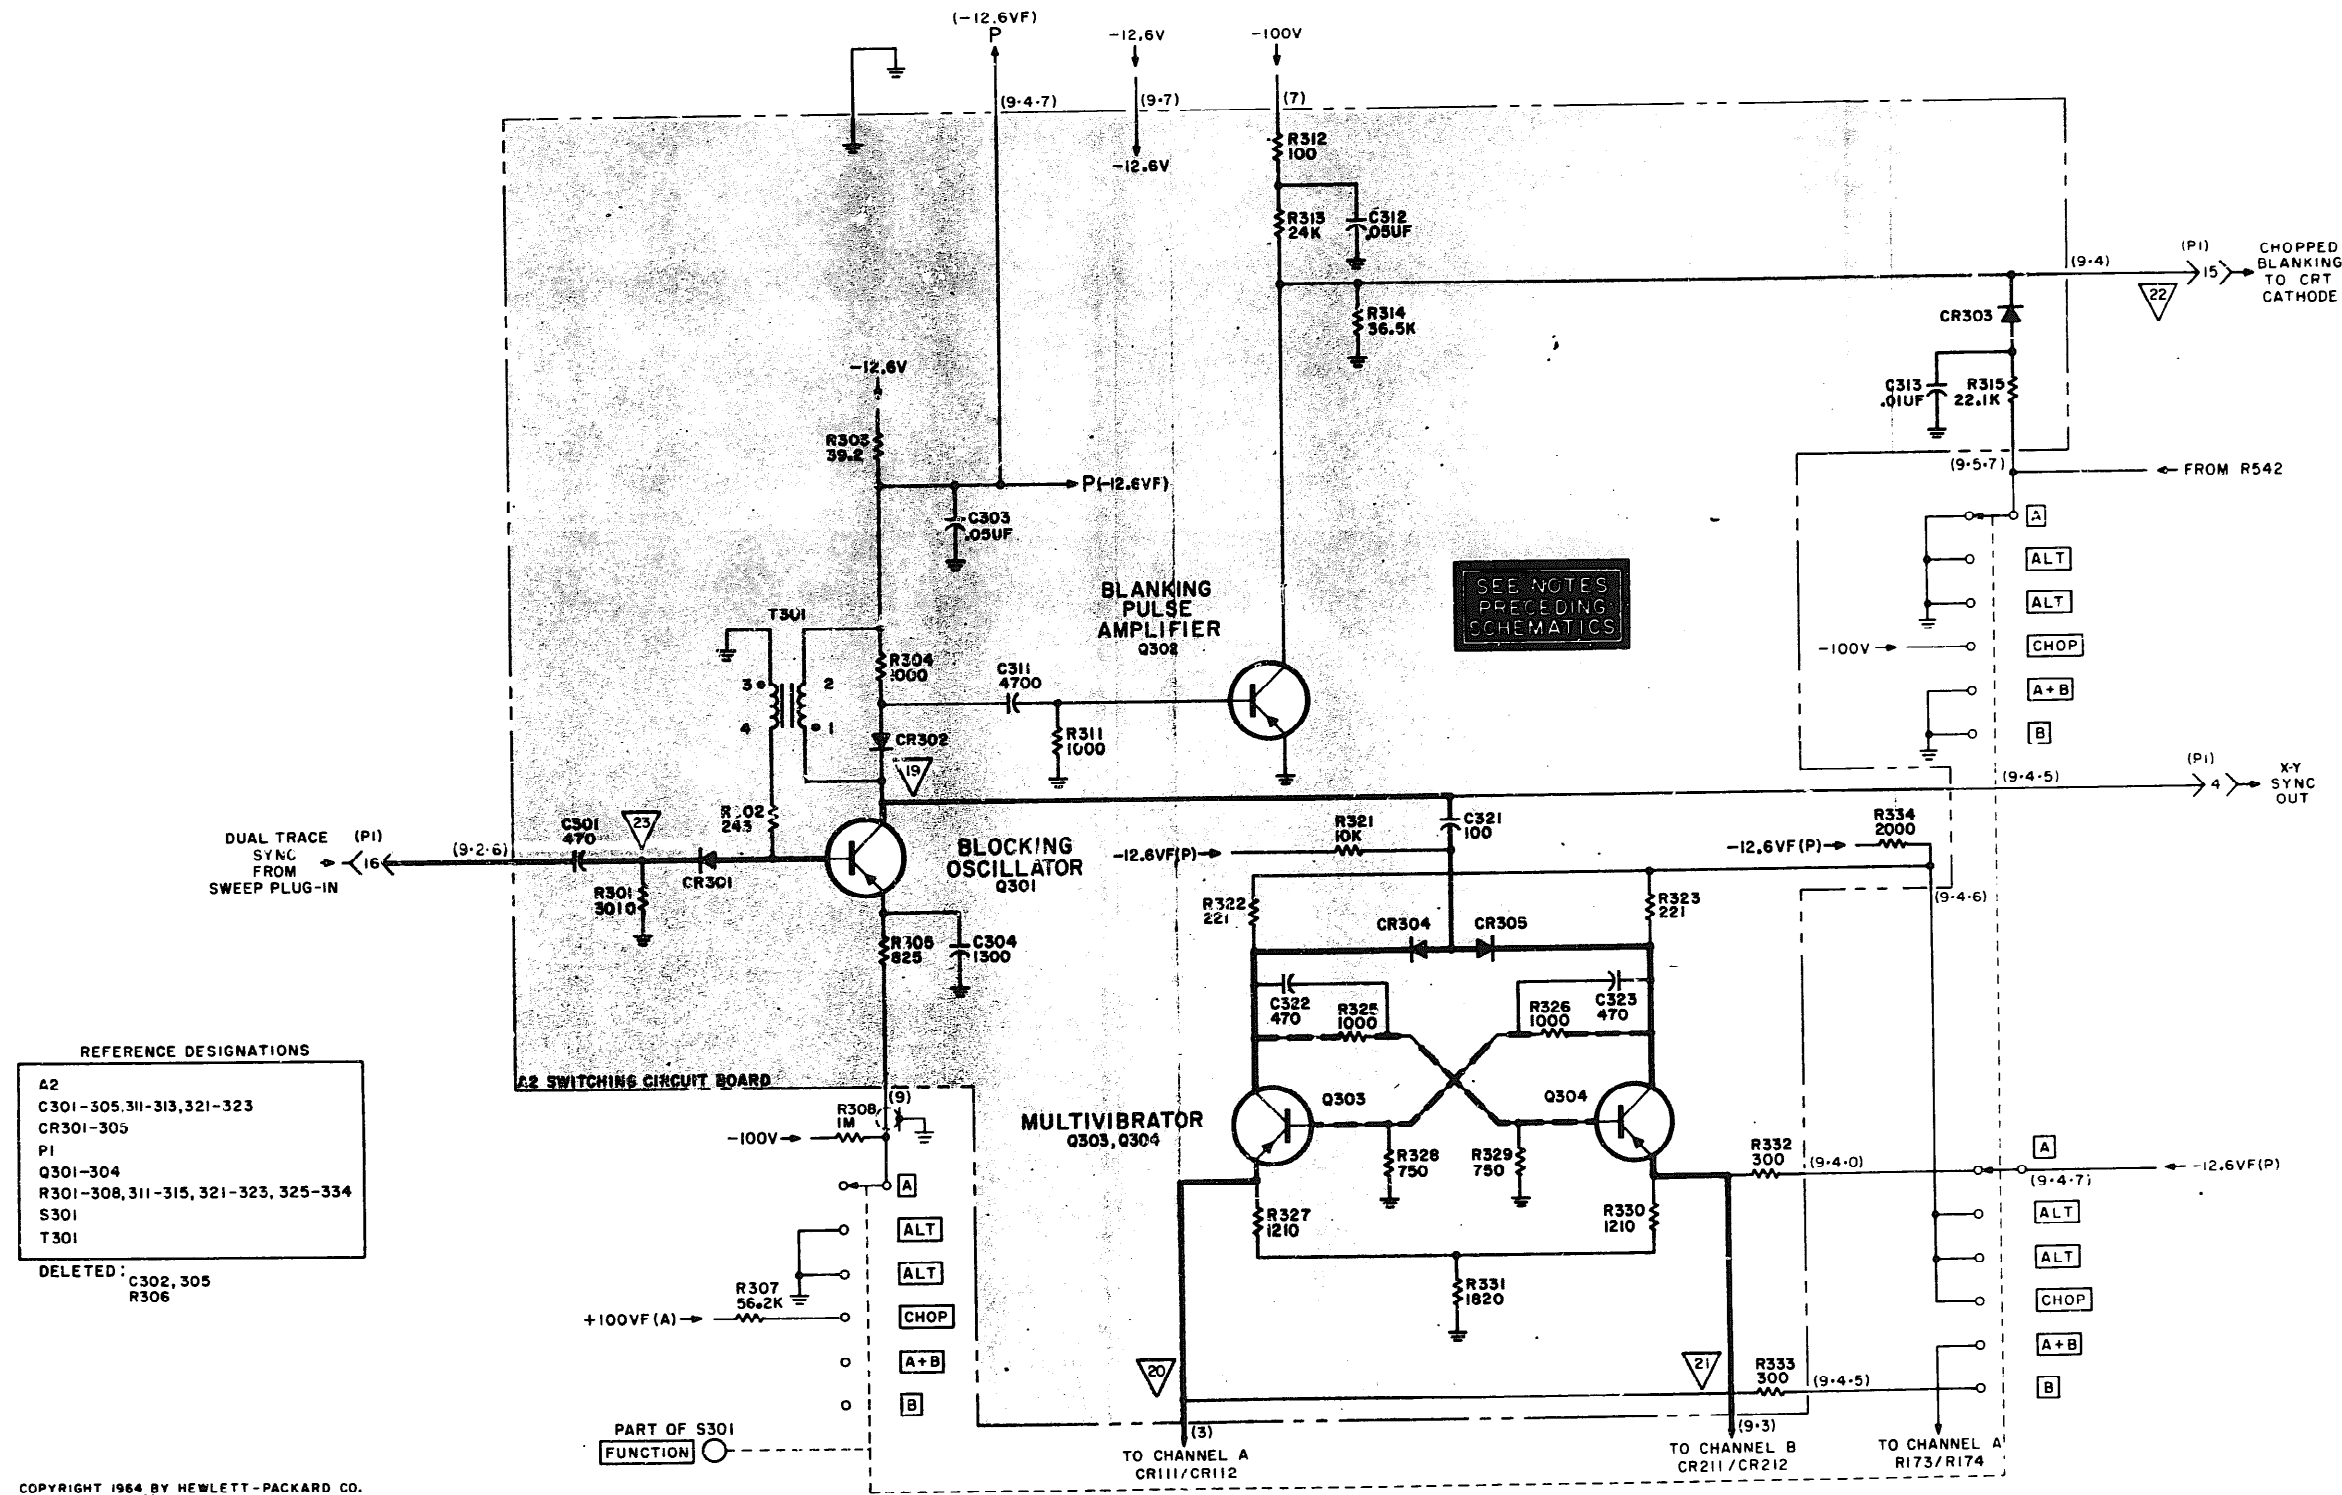 (-12.6VF)
P
-12.6V
-100V
(9·4·7)
(9·7)
(7)
-12.6V
R312
100
R313
24K
C312
.05UF
R314
36.5K
(9·4)
(P1)
15
CHOPPED
BLANKING
TO CRT
CATHODE
22
CR303
C313
.01UF
R315
22.1K
(9·5·7)
FROM R542
A
ALT
ALT
-100V
CHOP
A+B
B
-12.6V
R303
39.2
P(-12.6VF)
C303
.05UF
BLANKING
PULSE
AMPLIFIER
Q302
SEE NOTES
PRECEDING
SCHEMATICS
T301
3
2
4
1
R304
1000
C311
4700
R311
1000
CR302
19
(9·4·5)
(P1)
4
X-Y
SYNC
OUT
DUAL TRACE
SYNC
FROM
SWEEP PLUG-IN
(P1)
16
(9·2·6)
C301
470
23
R301
3010
CR301
243
BLOCKING
OSCILLATOR
Q301
825
C304
1300
-12.6VF(P)
R321
10K
C321
100
-12.6VF(P)
R334
2000
(9·4·6)
R322
221
R323
221
CR304
CR305
C322
470
R325
1000
R326
1000
C323
470
Q303
Q304
MULTIVIBRATOR
Q303, Q304
R328
750
R329
750
R327
1210
R330
1210
R331
1820
R332
300
(9·4·0)
A
(9·4·7)
-12.6VF(P)
ALT
ALT
CHOP
A+B
B
R333
300
(9·4·5)
20
21
(3)
TO CHANNEL A
CR111/CR112
(9·3)
TO CHANNEL B
CR211/CR212
TO CHANNEL A
R173/R174
A2 SWITCHING CIRCUIT BOARD
(9)
R308
1M
-100V
A
ALT
ALT
R307
56.2K
+100VF(A)
CHOP
A+B
B
PART OF S301
FUNCTION
REFERENCE DESIGNATIONS
A2
C301-305,311-313,321-323
CR301-305
P1
Q301-304
R301-308,311-315,321-323,325-334
S301
T301
DELETED:
C302,305
R306
COPYRIGHT 1964 BY HEWLETT-PACKARD CO.